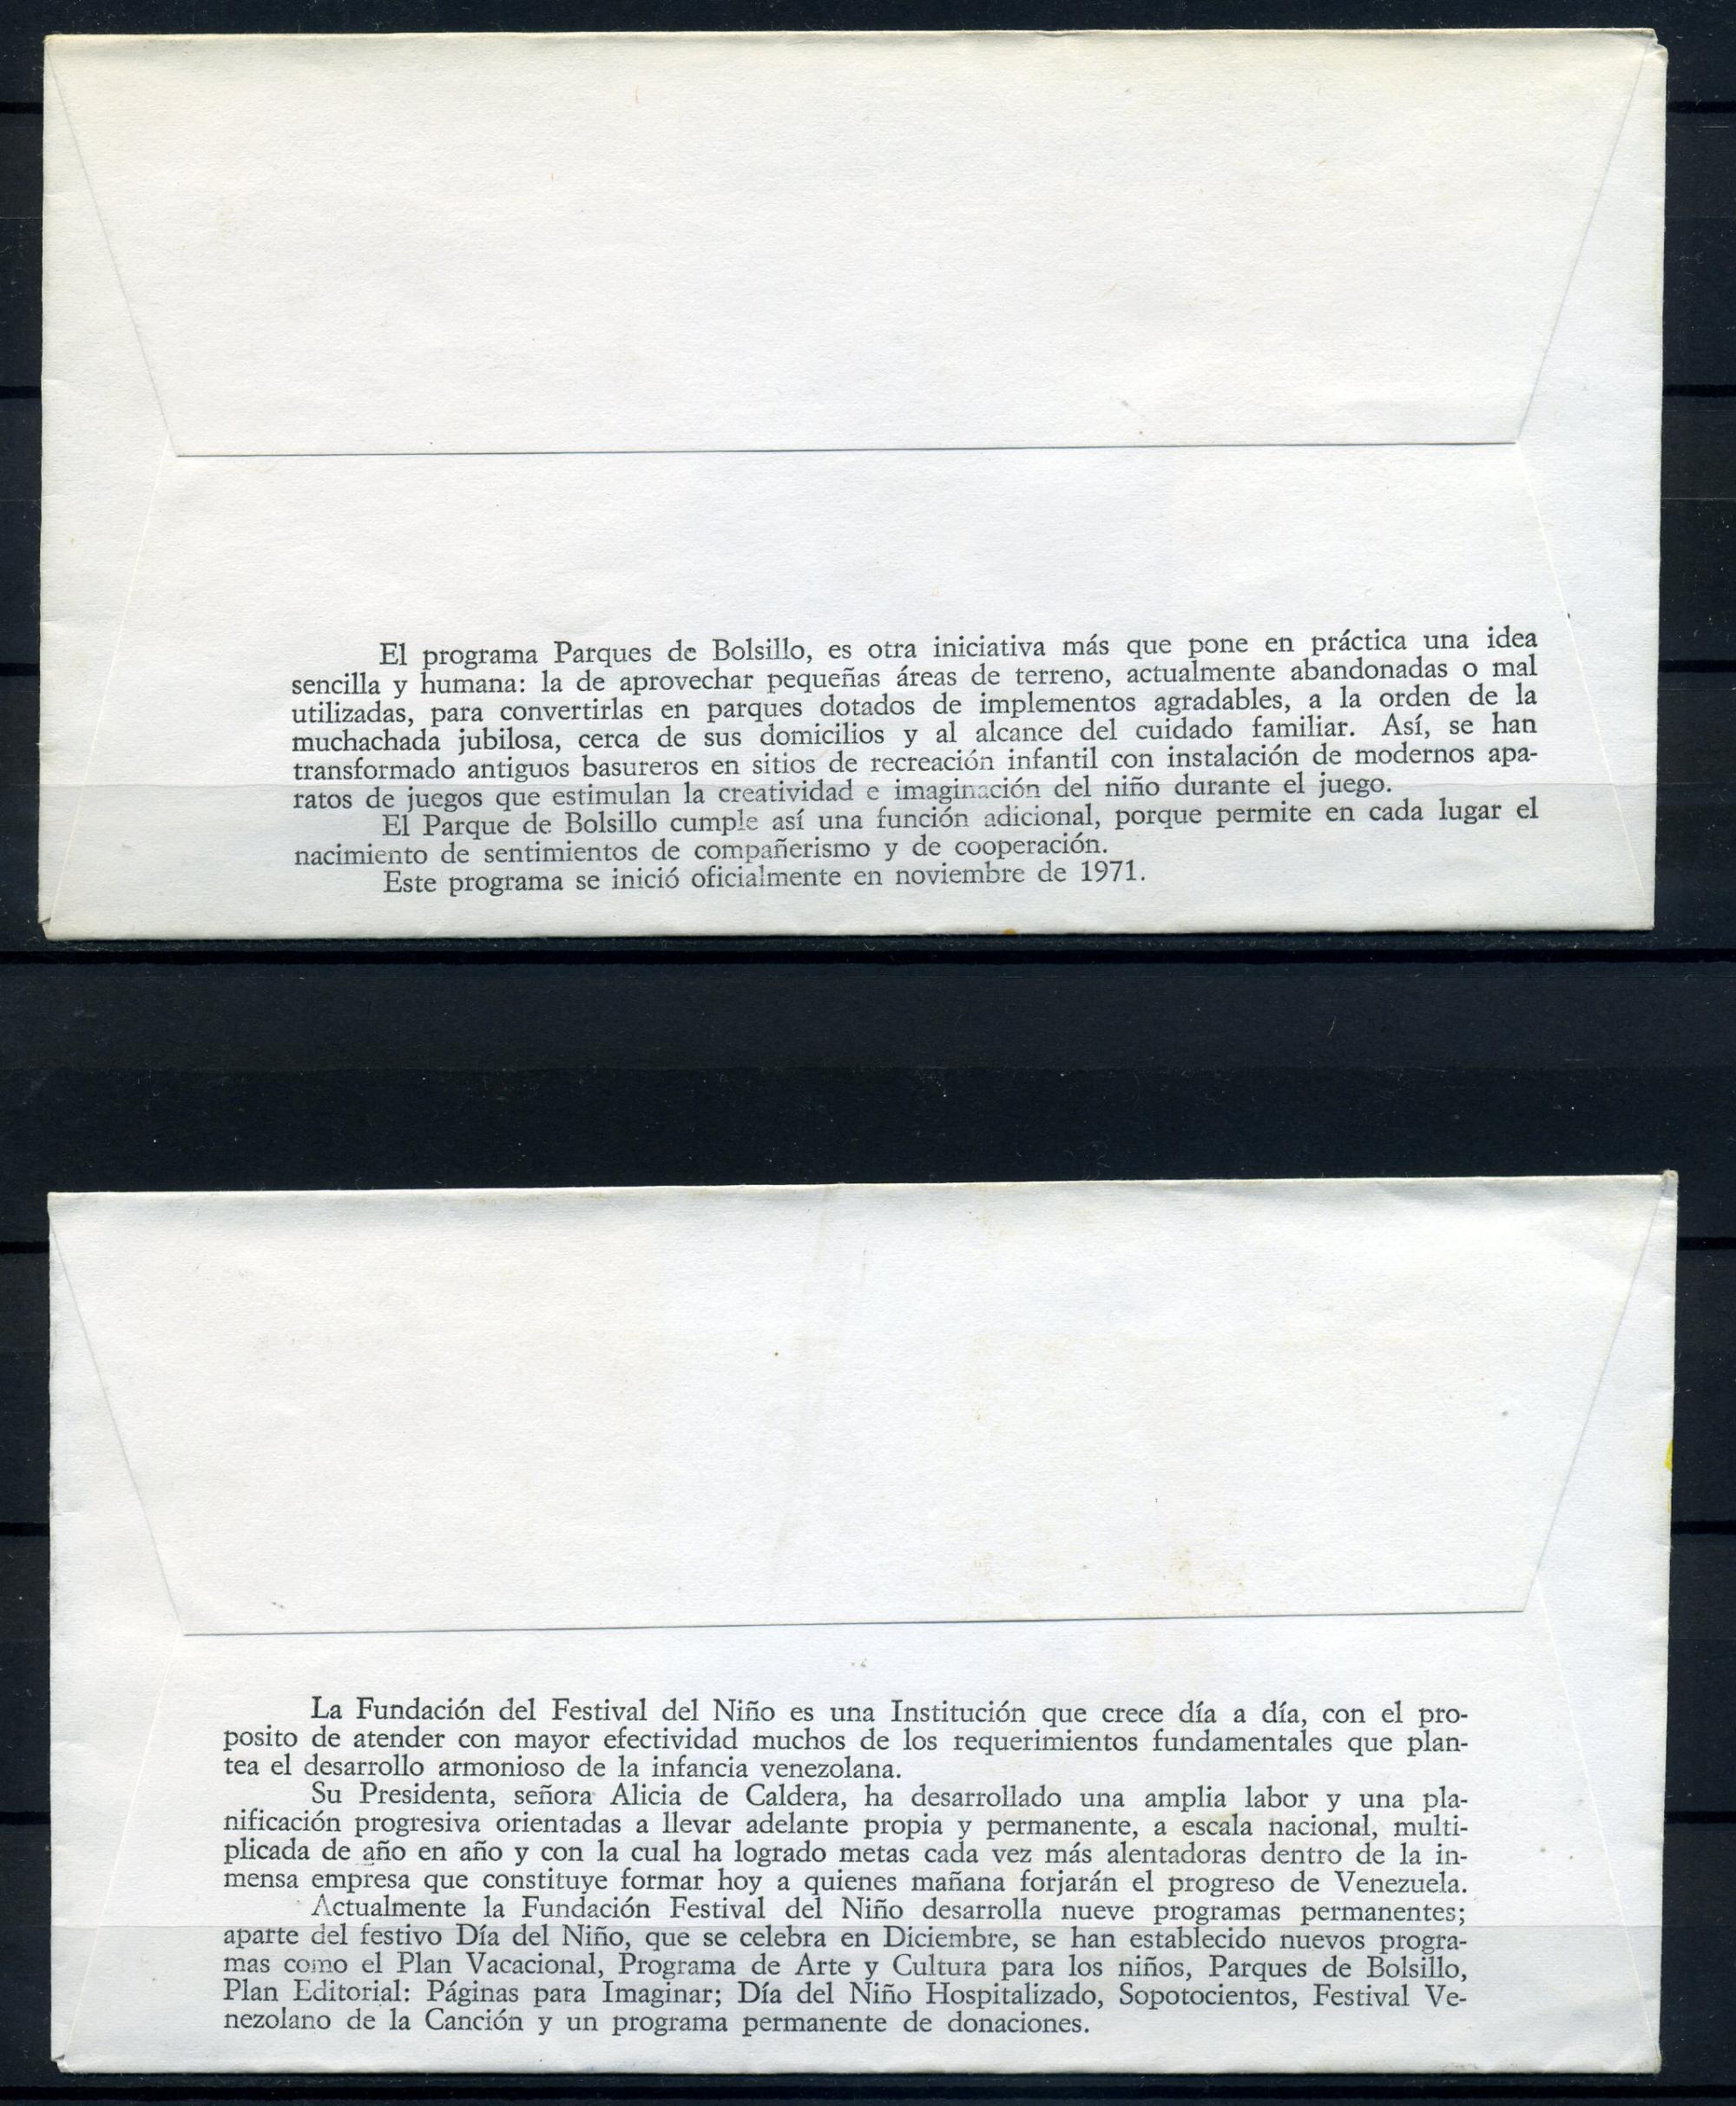 El programa Parques de Bolsillo, es otra iniciativa más que pone en práctica una idea
sencilla y humana: la de aprovechar pequeñas áreas de terreno, actualmente abandonadas o mal
utilizadas, para convertirlas en parques dotados de implementos agradables, a la orden de la
muchachada jubilosa, cerca de sus domicilios y al alcance del cuidado familiar. Así, se han
transformado antiguos basureros en sitios de recreación infantil con instalación de modernos apa-
ratos de juegos que estimulan la creatividad e imaginación del niño durante el juego.
El Parque de Bolsillo cumple así una función adicional, porque permite en cada lugar el
nacimiento de sentimientos de compañerismo y de cooperación.
Este programa se inició oficialmente en noviembre de 1971.
La Fundación del Festival del Niño es una Institución que crece día a día, con el pro-
posito de atender con mayor efectividad muchos de los requerimientos fundamentales que plan-
tea el desarrollo armonioso de la infancia venezolana.
Su Presidenta, señora Alicia de Caldera, ha desarrollado una amplia labor y una pla-
nificación progresiva orientadas a llevar adelante propia y permanente, a escala nacional, multi-
plicada de año en año y con la cual ha logrado metas cada vez más alentadoras dentro de la in-
mensa empresa que constituye formar hoy a quienes mañana forjarán el progreso de Venezuela.
Actualmente la Fundación Festival del Niño desarrolla nueve programas permanentes;
aparte del festivo Día del Niño, que se celebra en Diciembre, se han establecido nuevos progra-
mas como el Plan Vacacional, Programa de Arte y Cultura para los niños, Parques de Bolsillo,
Plan Editorial: Páginas para Imaginar; Día del Niño Hospitalizado, Sopotocientos, Festival Ve-
nezolano de la Canción y un programa permanente de donaciones.